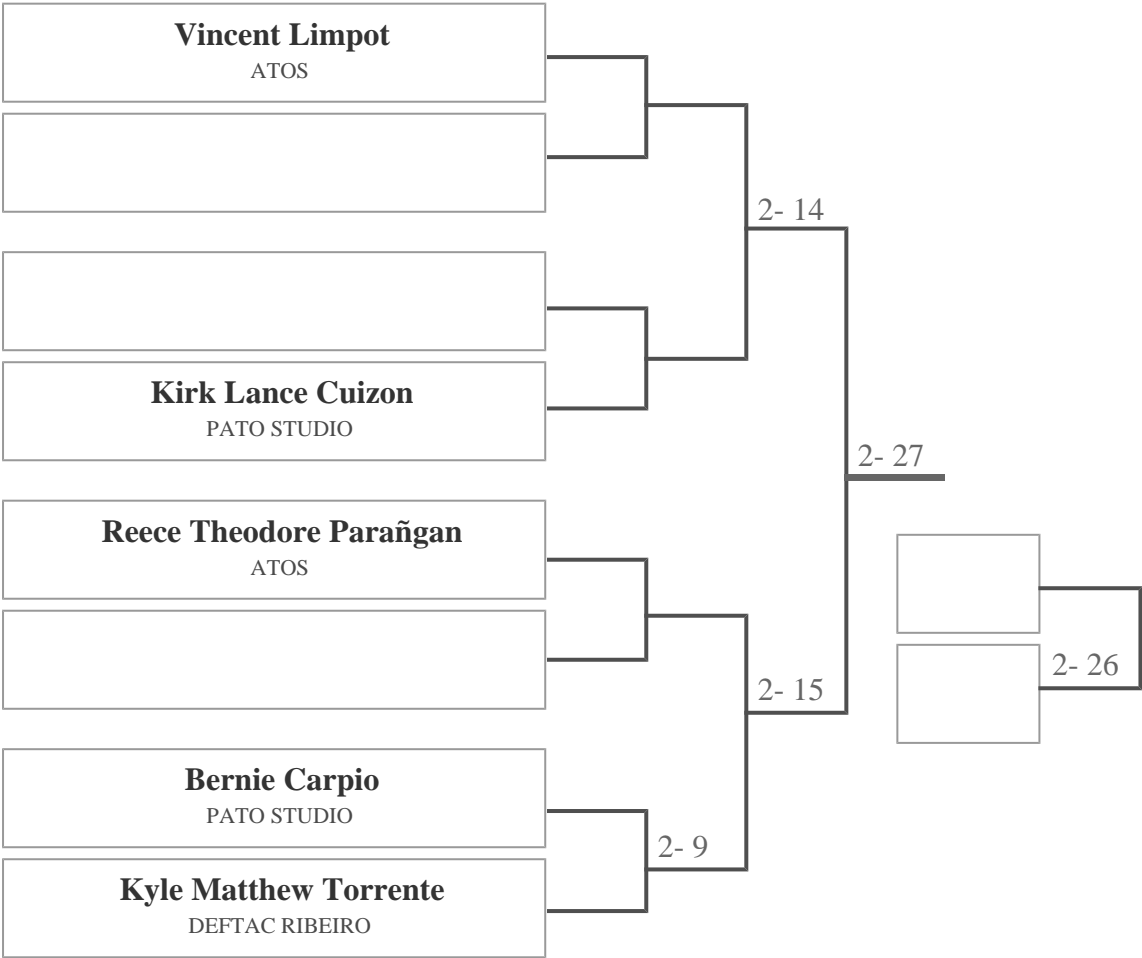 Vincent Limpot
ATOS
2- 14
Kirk Lance Cuizon
PATO STUDIO
2- 27
Reece Theodore Parañgan
ATOS
2- 26
2- 15
Bernie Carpio
PATO STUDIO
2- 9
Kyle Matthew Torrente
DEFTAC RIBEIRO